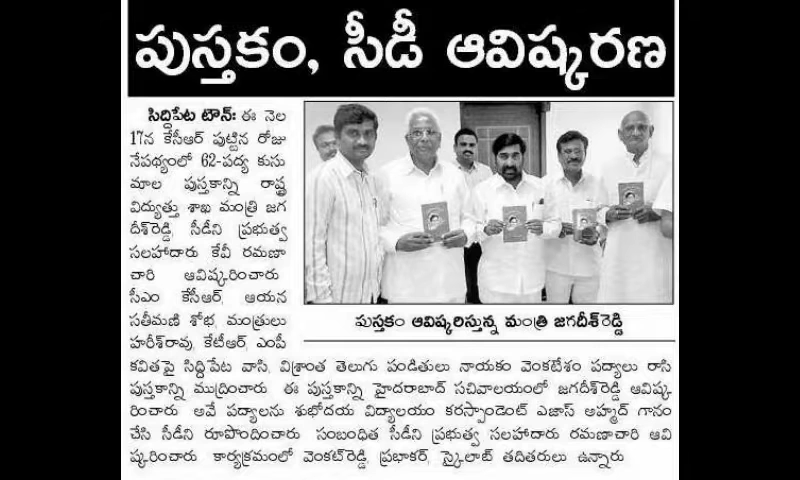 పుస్తకం, సీడీ ఆవిష్కరణ
సిద్దిపేట టౌన్: ఈ నెల
17న కేసీఆర్ పుట్టిన రోజు
నేపథ్యంలో 62-పద్య కుసు
మాల పుస్తకాన్ని రాష్ట్ర
విద్యుత్తు శాఖ మంత్రి జగ
దీశ్‌రెడ్డి, సీడీని ప్రభుత్వ
సలహాదారు కేవీ రమణా
చారి ఆవిష్కరించారు
సీఎం కేసీఆర్, ఆయన
సతీమణి శోభ, మంత్రులు
హరీశ్‌రావు, కేటీఆర్, ఎంపీ
పుస్తకం ఆవిష్కరిస్తున్న మంత్రి జగదీశ్‌రెడ్డి
కవితపై సిద్దిపేట వాసి, విశ్రాంత తెలుగు పండితులు నాయకం వెంకటేశం పద్యాలు రాసి
పుస్తకాన్ని ముద్రించారు ఈ పుస్తకాన్ని హైదరాబాద్ సచివాలయంలో జగదీశ్‌రెడ్డి ఆవిష్క
రించారు అవే పద్యాలను శుభోదయ విద్యాలయం కరస్పాండెంట్ ఎజాస్ అహ్మద్ గానం
చేసి సీడీని రూపొందించారు సంబంధిత సీడీని ప్రభుత్వ సలహాదారు రమణాచారి ఆవి
ష్కరించారు కార్యక్రమంలో వెంకట్‌రెడ్డి, ప్రభాకర్, స్కైలాబ్ తదితరులు ఉన్నారు